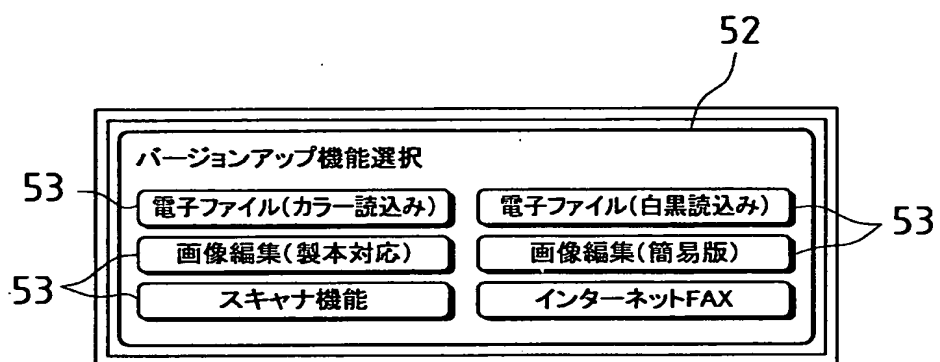 52
バージョンアップ機能選択
53
電子ファイル(カラー読込み)
電子ファイル(白黒読込み)
53
画像編集(製本対応)
画像編集(簡易版)
53
スキャナ機能
インターネットFAX